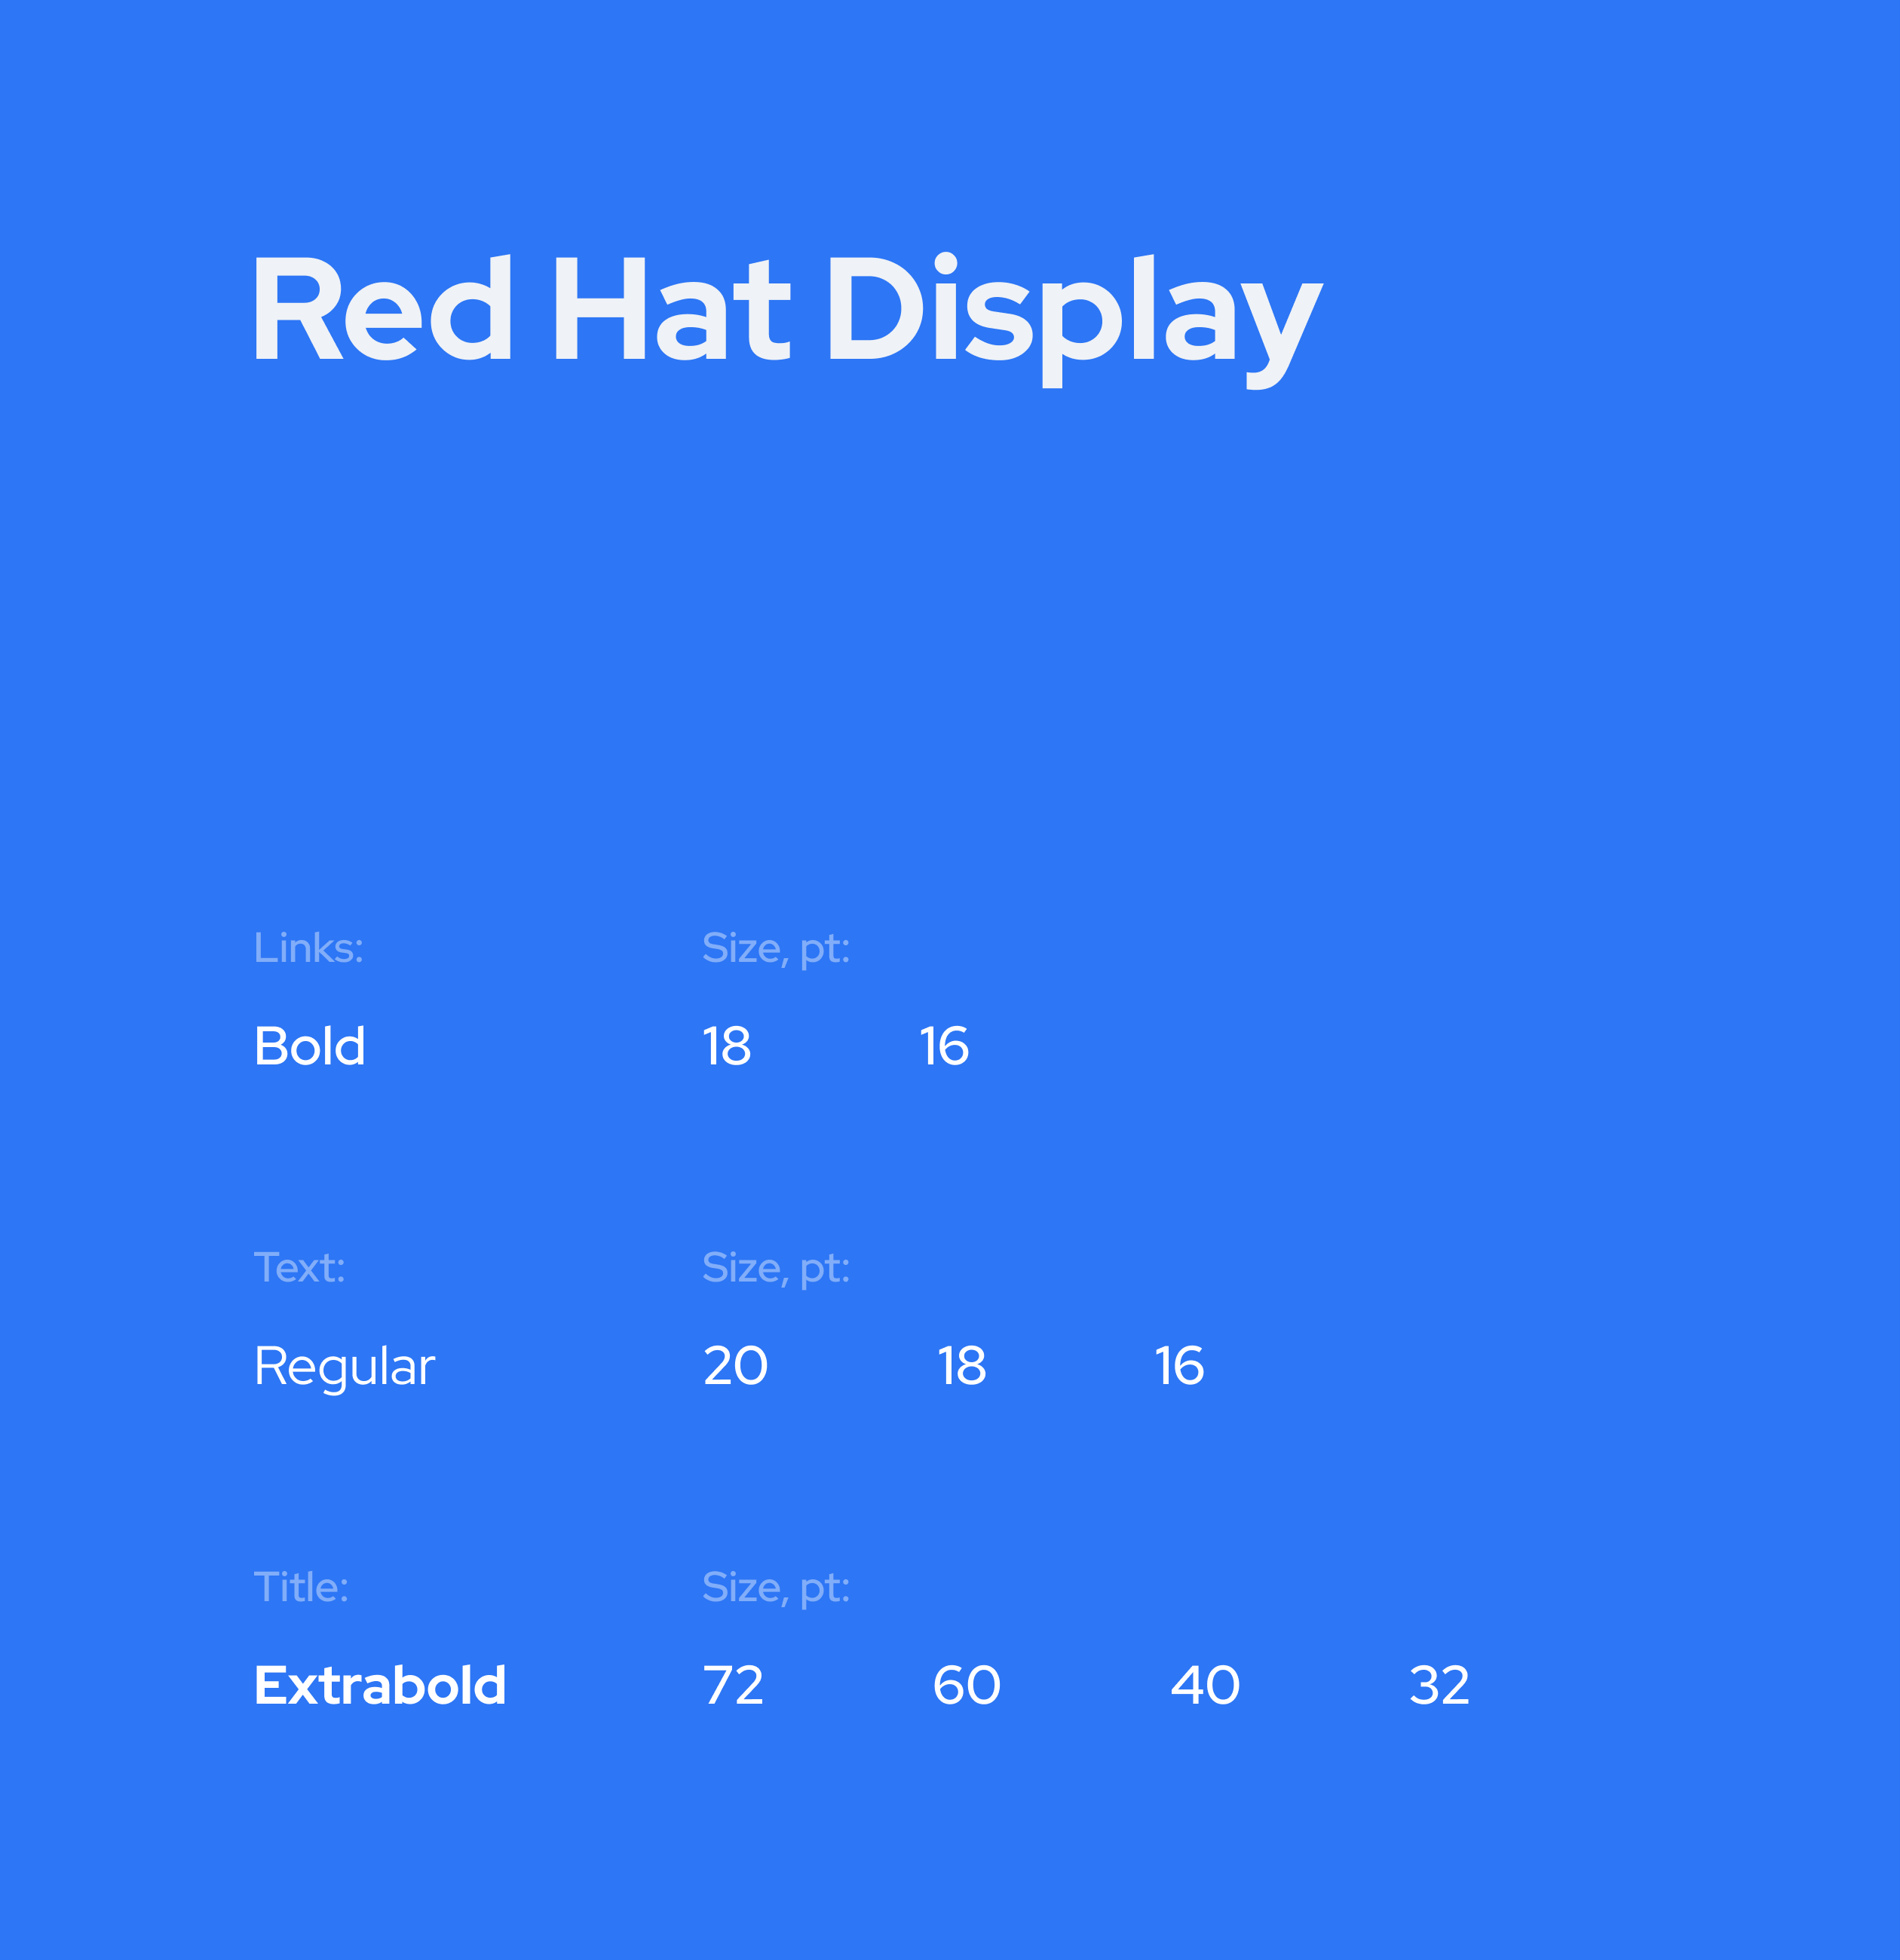 Red Hat Display
Links: Size, pt:
Bold 18 16
Text: Size, pt:
Regular 20 18 16
Title: Size, pt:
Extrabold 72 60 40 32